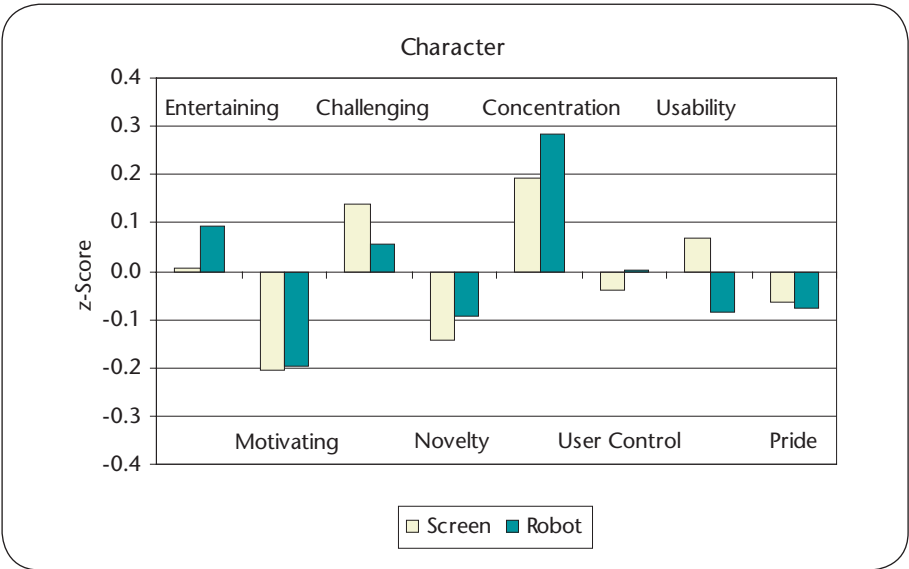 Character
0.4
Entertaining Challenging Concentration Usability
0.3
0.2
0.1
0.0
-0.1
-0.2
-0.3
Motivating Novelty User Control Pride
-0.4
z-Score
Screen Robot